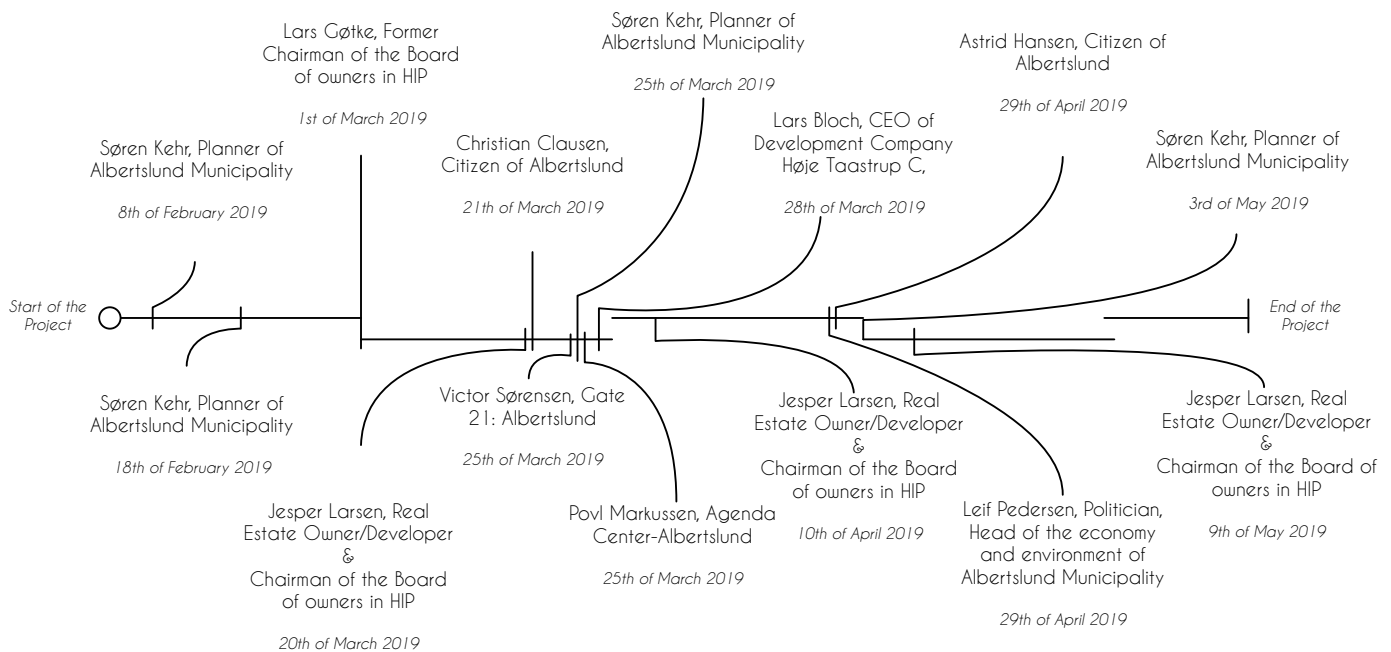 Start of the
Project
Søren Kehr, Planner of
Albertslund Municipality
8th of February 2019
Søren Kehr, Planner of
Albertslund Municipality
18th of February 2019
Lars Gøtke, Former
Chairman of the Board
of owners in HIP
1st of March 2019
Jesper Larsen, Real
Estate Owner/Developer
&
Chairman of the Board
of owners in HIP
20th of March 2019
Christian Clausen,
Citizen of Albertslund
21th of March 2019
Victor Sørensen, Gate
21: Albertslund
25th of March 2019
Søren Kehr, Planner of
Albertslund Municipality
25th of March 2019
Povl Markussen, Agenda
Center-Albertslund
25th of March 2019
Lars Bloch, CEO of
Development Company
Høje Taastrup C,
28th of March 2019
Jesper Larsen, Real
Estate Owner/Developer
&
Chairman of the Board
of owners in HIP
10th of April 2019
Astrid Hansen, Citizen of
Albertslund
29th of April 2019
Leif Pedersen, Politician,
Head of the economy
and environment of
Albertslund Municipality
29th of April 2019
Søren Kehr, Planner of
Albertslund Municipality
3rd of May 2019
Jesper Larsen, Real
Estate Owner/Developer
&
Chairman of the Board of
owners in HIP
9th of May 2019
End of the
Project